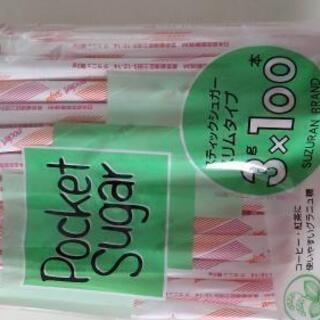 Pocket
Sugar
スティックシュガー
スリムタイプ
3g×100本
SUZURAN BRAND
コーヒー・紅茶に
使いやすいグラニュ糖